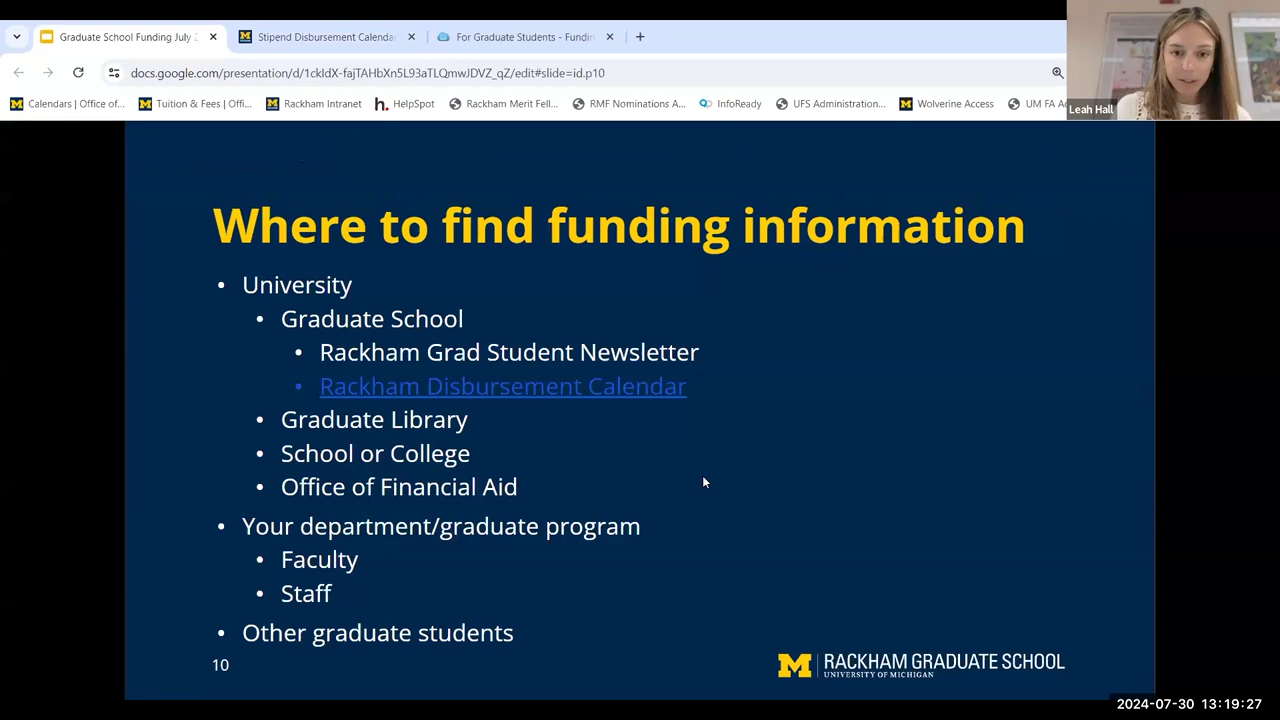 Graduate School Funding July 2
Stipend Disbursement Calenda
For Graduate Students - Fundin
docs.google.com/presentation/d/1ckIdX-fajTAHbXn5L93aTLQmwJDVZ_qZ/edit#slide=id.p10
Calendars | Office of...
Tuition & Fees | Offi...
Rackham Intranet
h. HelpSpot
Rackham Merit Fell...
RMF Nominations A...
InfoReady
UFS Administration...
Wolverine Access
UM FA
Leah Hall
Where to find funding information
• University
• Graduate School
• Rackham Grad Student Newsletter
• Rackham Disbursement Calendar
• Graduate Library
• School or College
• Office of Financial Aid
• Your department/graduate program
• Faculty
• Staff
• Other graduate students
10
M RACKHAM GRADUATE SCHOOL
UNIVERSITY OF MICHIGAN
2024-07-30 13:19:27